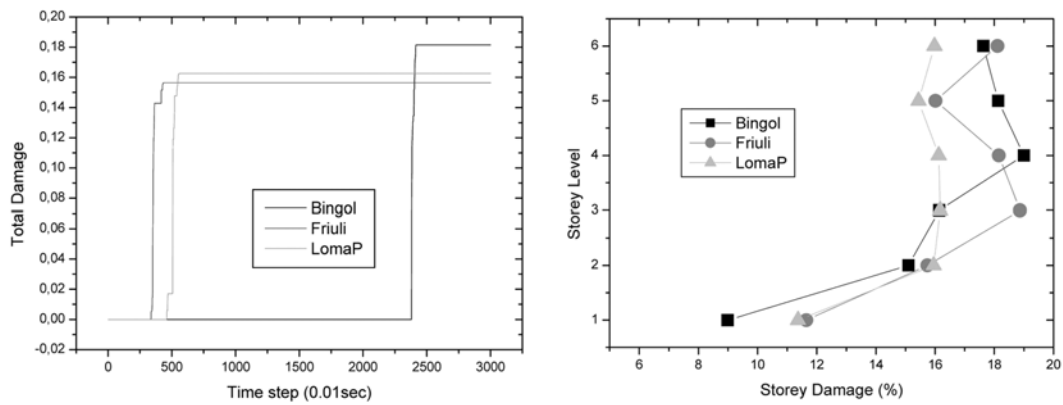 0,20
0,18
0,16
0,14
0,12
0,10
0,08
0,06
0,04
0,02
0,00
-0,02
Total Damage
Bingol
Friuli
LomaP
0 500 1000 1500 2000 2500 3000
Time step (0.01sec)
6
5
4
3
2
1
Storey Level
Bingol
Friuli
LomaP
6 8 10 12 14 16 18 20
Storey Damage (%)